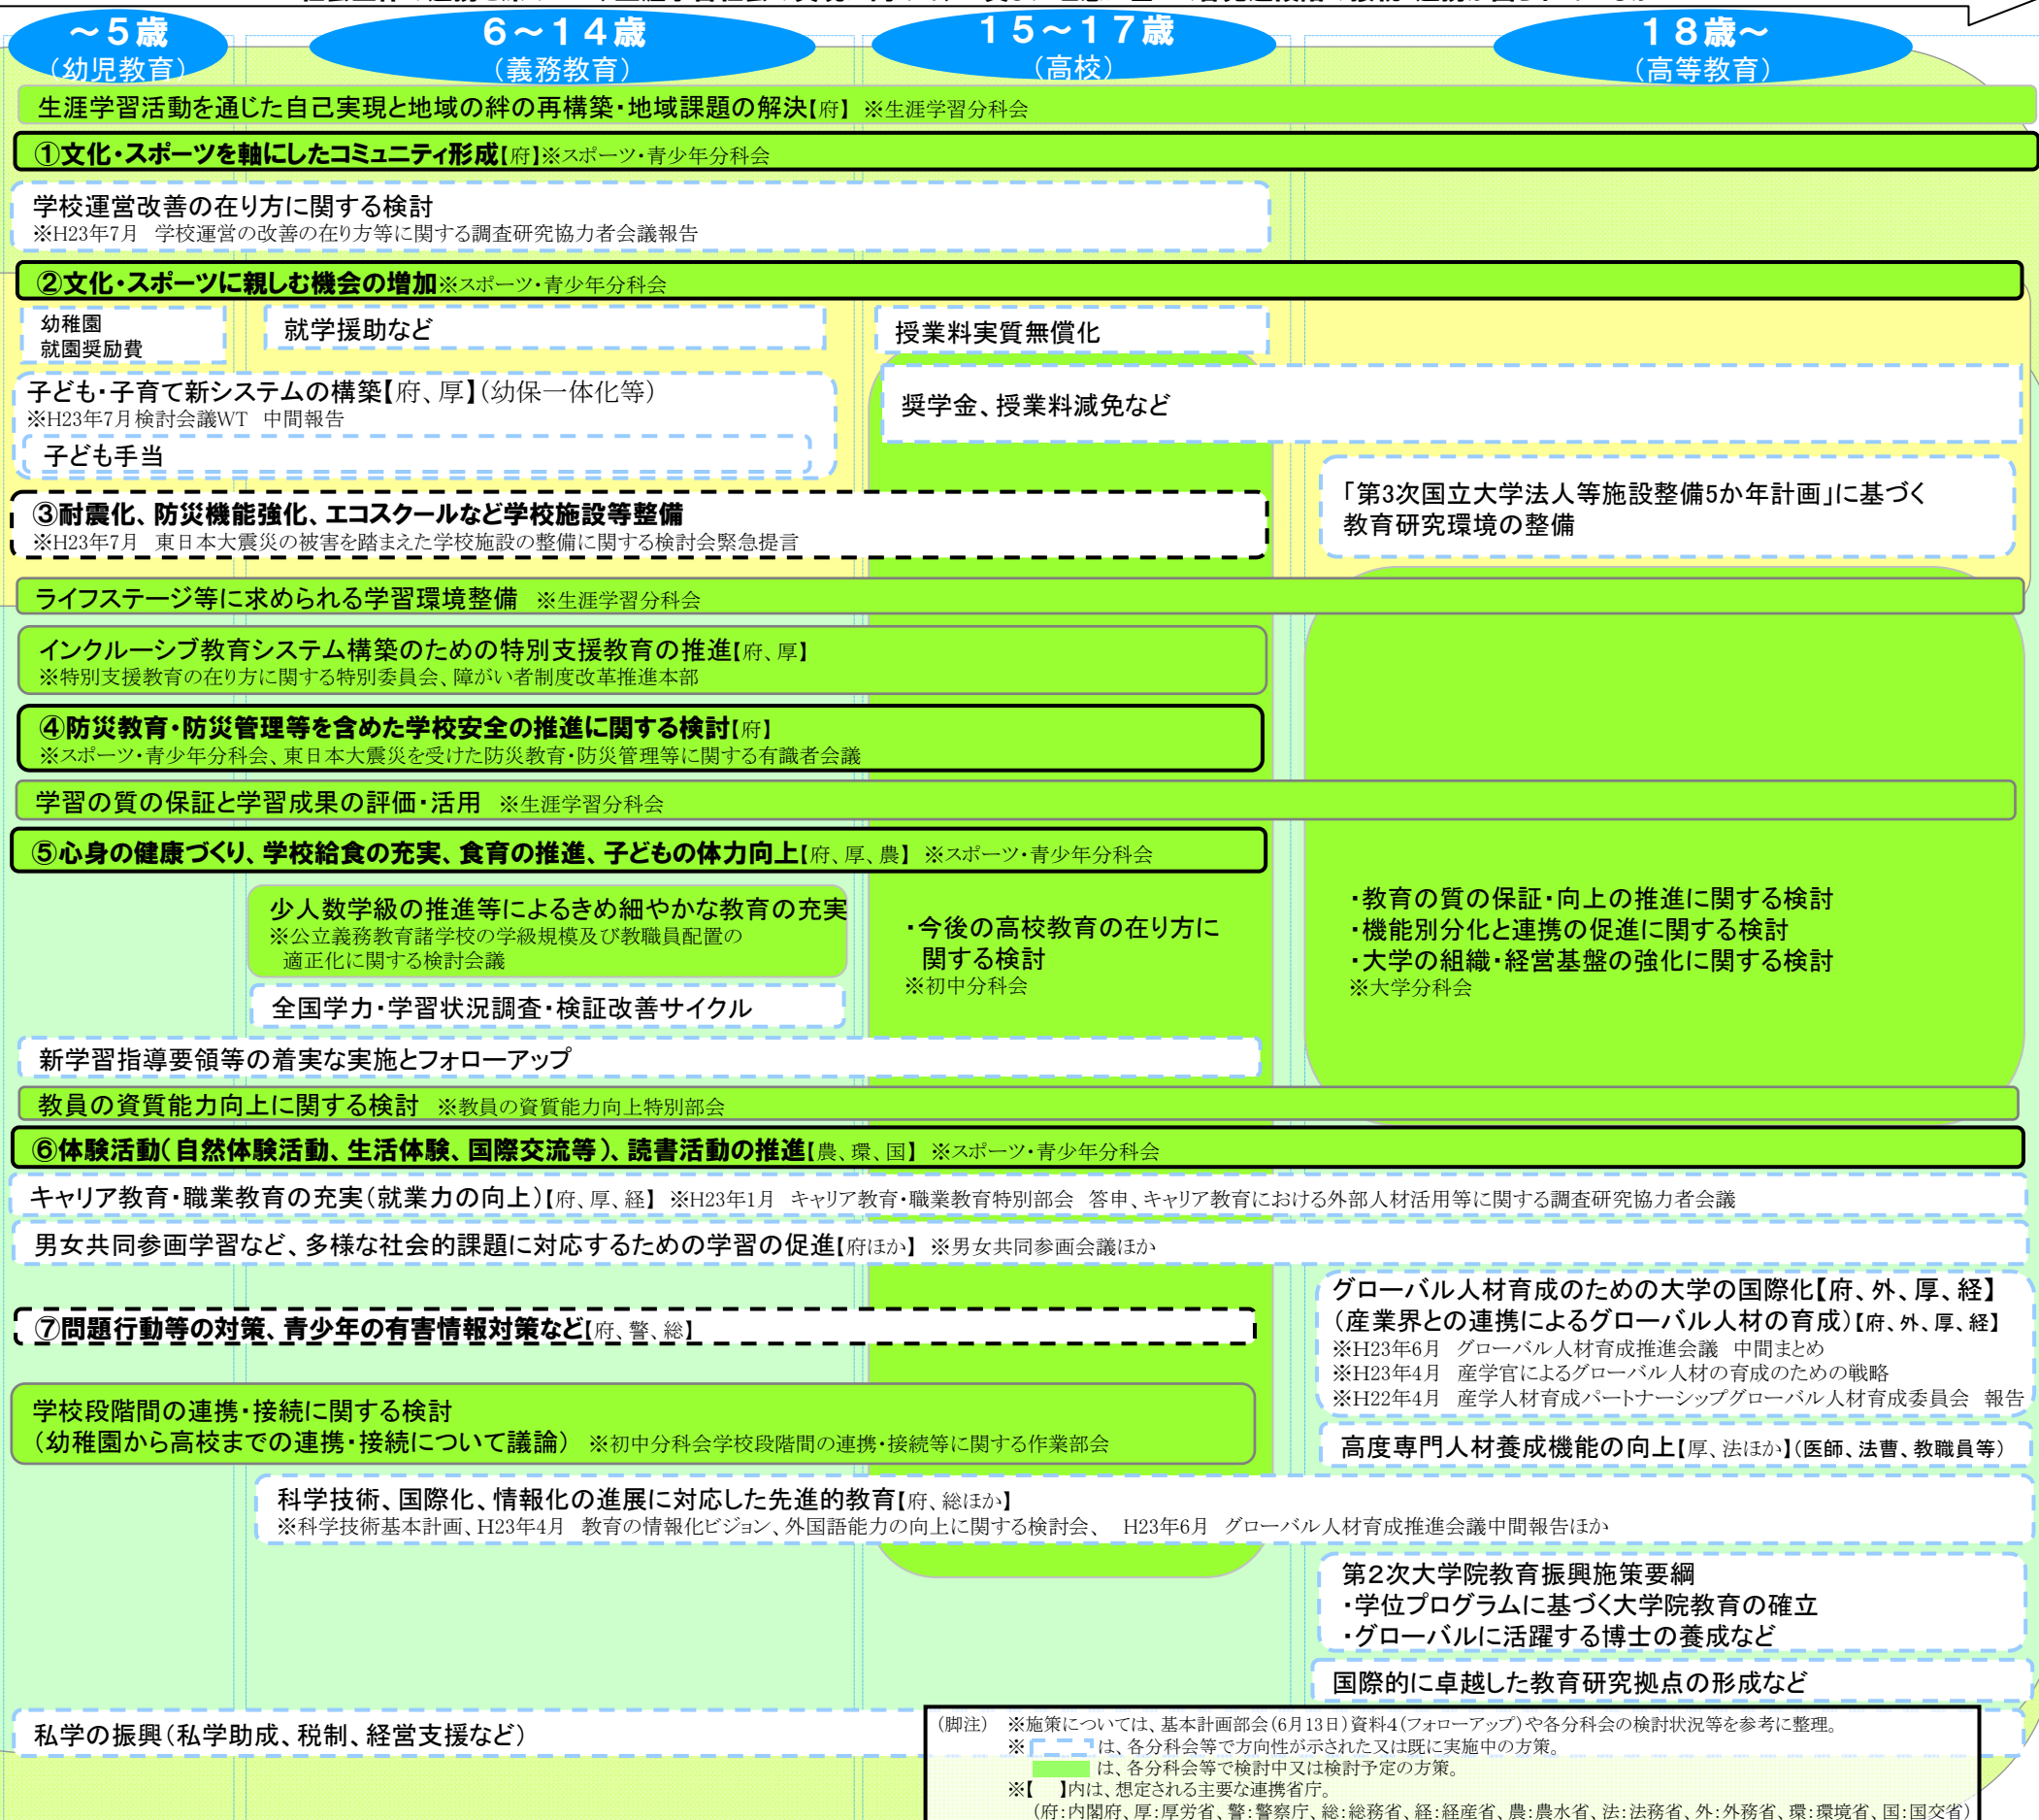 ～５歳
（幼児教育）
６～１４歳
（義務教育）
１５～１７歳
（高校）
１８歳～
（高等教育）
生涯学習活動を通じた自己実現と地域の絆の再構築・地域課題の解決【府】 ※生涯学習分科会
①文化・スポーツを軸にしたコミュニティ形成【府】※スポーツ・青少年分科会
学校運営改善の在り方に関する検討
※H23年7月　学校運営の改善の在り方等に関する調査研究協力者会議報告
②文化・スポーツに親しむ機会の増加※スポーツ・青少年分科会
幼稚園
就園奨励費
就学援助など
授業料実質無償化
子ども・子育て新システムの構築【府、厚】（幼保一体化等）
※H23年7月検討会議WT　中間報告
子ども手当
奨学金、授業料減免など
③耐震化、防災機能強化、エコスクールなど学校施設等整備
※H23年7月　東日本大震災の被害を踏まえた学校施設の整備に関する検討会緊急提言
「第3次国立大学法人等施設整備5か年計画」に基づく
教育研究環境の整備
ライフステージ等に求められる学習環境整備　※生涯学習分科会
インクルーシブ教育システム構築のための特別支援教育の推進【府、厚】
※特別支援教育の在り方に関する特別委員会、障がい者制度改革推進本部
④防災教育・防災管理等を含めた学校安全の推進に関する検討【府】
※スポーツ・青少年分科会、東日本大震災を受けた防災教育・防災管理等に関する有識者会議
学習の質の保証と学習成果の評価・活用　※生涯学習分科会
⑤心身の健康づくり、学校給食の充実、食育の推進、子どもの体力向上【府、厚、農】 ※スポーツ・青少年分科会
少人数学級の推進等によるきめ細やかな教育の充実
※公立義務教育諸学校の学級規模及び教職員配置の
適正化に関する検討会議
・今後の高校教育の在り方に
関する検討
※初中分科会
・教育の質の保証・向上の推進に関する検討
・機能別分化と連携の促進に関する検討
・大学の組織・経営基盤の強化に関する検討
※大学分科会
全国学力・学習状況調査・検証改善サイクル
新学習指導要領等の着実な実施とフォローアップ
教員の資質能力向上に関する検討　※教員の資質能力向上特別部会
⑥体験活動（自然体験活動、生活体験、国際交流等）、読書活動の推進【農、環、国】 ※スポーツ・青少年分科会
キャリア教育・職業教育の充実（就業力の向上）【府、厚、経】 ※H23年1月　キャリア教育・職業教育特別部会　答申、キャリア教育における外部人材活用等に関する調査研究協力者会議
男女共同参画学習など、多様な社会的課題に対応するための学習の促進【府ほか】 ※男女共同参画会議ほか
⑦問題行動等の対策、青少年の有害情報対策など【府、警、総】
グローバル人材育成のための大学の国際化【府、外、厚、経】
（産業界との連携によるグローバル人材の育成）【府、外、厚、経】
※H23年6月　グローバル人材育成推進会議　中間まとめ
※H23年4月　産学官によるグローバル人材の育成のための戦略
※H22年4月　産学人材育成パートナーシップグローバル人材育成委員会　報告
学校段階間の連携・接続に関する検討
（幼稚園から高校までの連携・接続について議論）　※初中分科会学校段階間の連携・接続等に関する作業部会
高度専門人材養成機能の向上【厚、法ほか】（医師、法曹、教職員等）
科学技術、国際化、情報化の進展に対応した先進的教育【府、総ほか】
※科学技術基本計画、H23年4月　教育の情報化ビジョン、外国語能力の向上に関する検討会、　H23年6月　グローバル人材育成推進会議中間報告ほか
第２次大学院教育振興施策要綱
・学位プログラムに基づく大学院教育の確立
・グローバルに活躍する博士の養成など
国際的に卓越した教育研究拠点の形成など
私学の振興（私学助成、税制、経営支援など）
（脚注）　※施策については、基本計画部会（6月13日）資料4（フォローアップ）や各分科会の検討状況等を参考に整理。
※　は、各分科会等で方向性が示された又は既に実施中の方策。
は、各分科会等で検討中又は検討予定の方策。
※【　】内は、想定される主要な連携省庁。
（府：内閣府、厚：厚労省、警：警察庁、総：総務省、経：経産省、農：農水省、法：法務省、外：外務省、環：環境省、国：国交省）